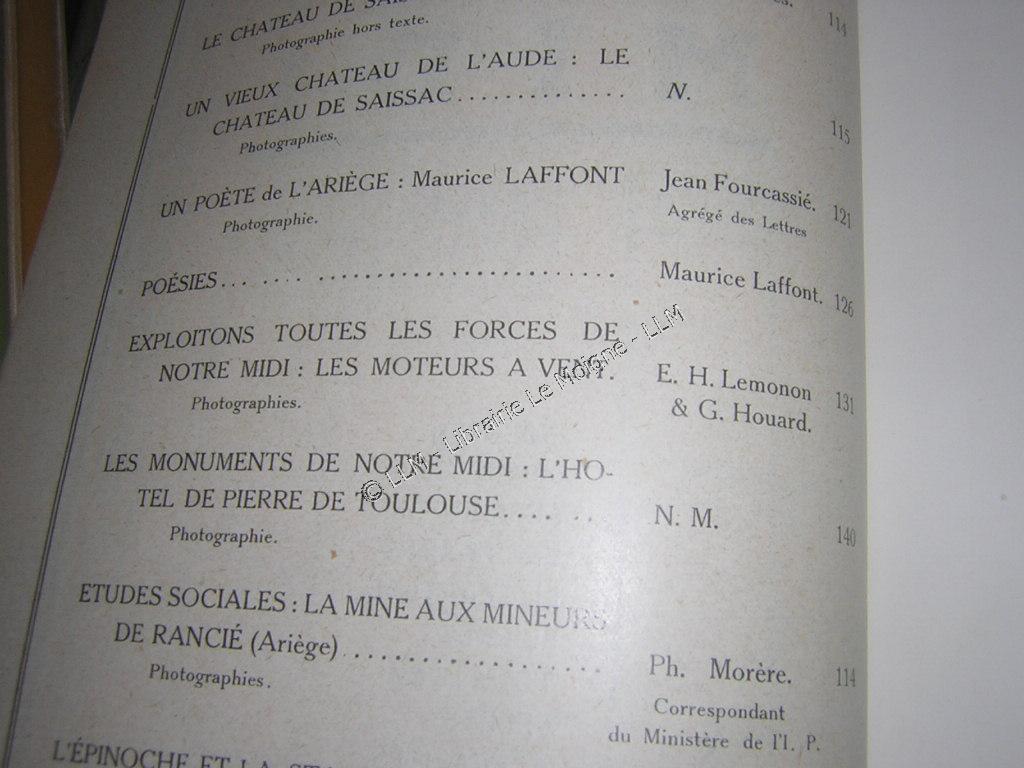 LE CHATEAU DE
Photographie hors texte.
114
UN VIEUX CHATEAU DE L'AUDE : LE
CHATEAU DE SAISSAC.............. N.
Photographies.
115
UN POÈTE de L'ARIÈGE : Maurice LAFFONT Jean Fourcassié. 121
Photographie. Agrégé des Lettres
POÉSIES... .... ......................... Maurice Laffont. 126
EXPLOITONS TOUTES LES FORCES DE
NOTRE MIDI : LES MOTEURS A VENT. E. H. Lemonon 131
Photographies. & G. Houard.
LES MONUMENTS DE NOTRE MIDI : L'HO-
TEL DE PIERRE DE TOULOUSE.... .. N. M. 140
Photographie.
ETUDES SOCIALES : LA MINE AUX MINEURS
DE RANCIÉ (Ariège).................... Ph. Morère. 114
Photographies. Correspondant
du Ministère de l'I. P.
L'ÉPINOCHE ET LA
© LLM - Librairie Le Moigne - LLM